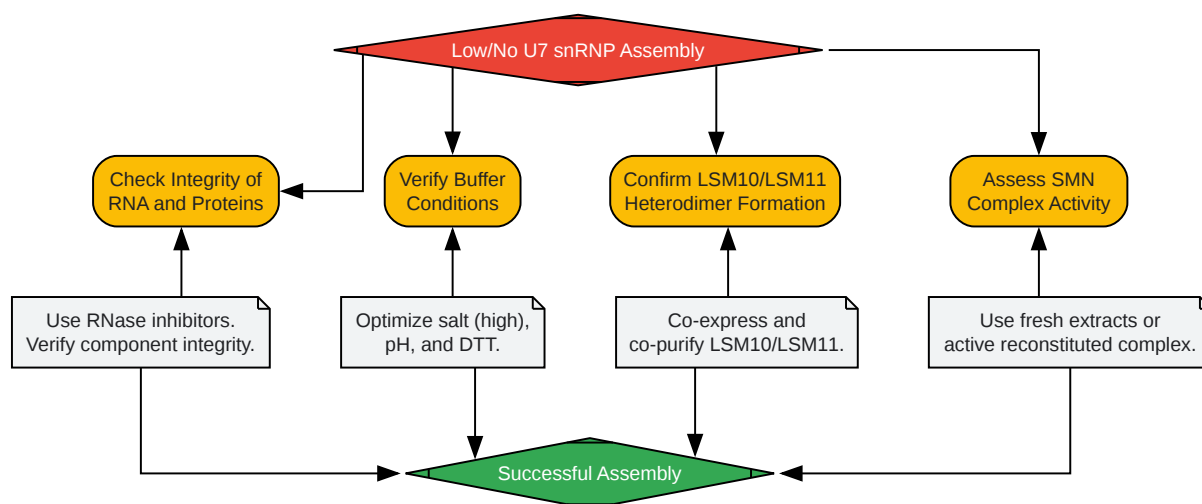 Low/No U7 snRNP Assembly
Check Integrity of
RNA and Proteins
Verify Buffer
Conditions
Confirm LSM10/LSM11
Heterodimer Formation
Assess SMN
Complex Activity
Use RNase inhibitors.
Verify component integrity.
Optimize salt (high),
pH, and DTT.
Co-express and
co-purify LSM10/LSM11.
Use fresh extracts or
active reconstituted complex.
Successful Assembly